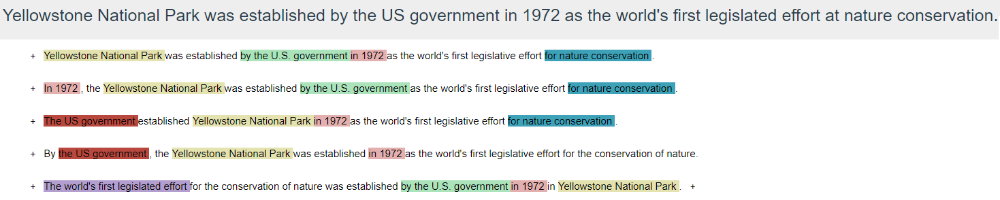 Yellowstone National Park was established by the US government in 1972 as the world's first legislated effort at nature conservation.
+ Yellowstone National Park was established by the U.S. government in 1972 as the world's first legislative effort for nature conservation .
+ In 1972 , the Yellowstone National Park was established by the U.S. government as the world's first legislative effort for nature conservation .
+ The US government established Yellowstone National Park in 1972 as the world's first legislative effort for nature conservation .
+ By the US government , the Yellowstone National Park was established in 1972 as the world's first legislative effort for the conservation of nature.
+ The world's first legislated effort for the conservation of nature was established by the U.S. government in 1972 in Yellowstone National Park . +